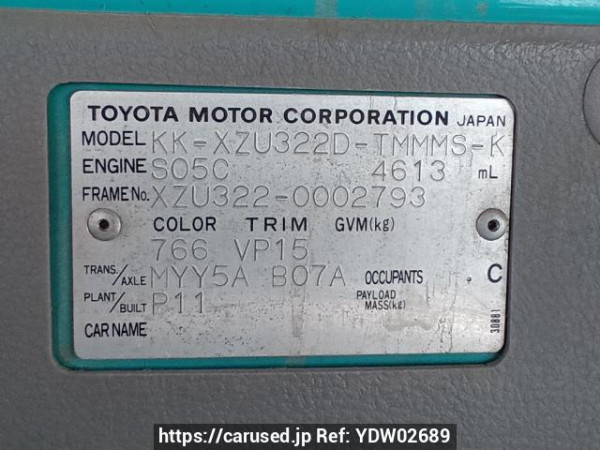 TOYOTA MOTOR CORPORATION JAPAN
MODEL KK-XZU322D-TMMMS-K
ENGINE S05C 4613 mL
FRAME No. XZU322-0002793
COLOR TRIM GVM(kg)
766 VP15
TRANS./AXLE MYY5A B07A OCCUPANTS C
PLANT/BUILT P11 PAYLOAD MASS(kg)
CAR NAME
30881
https://carused.jp Ref: YDW02689